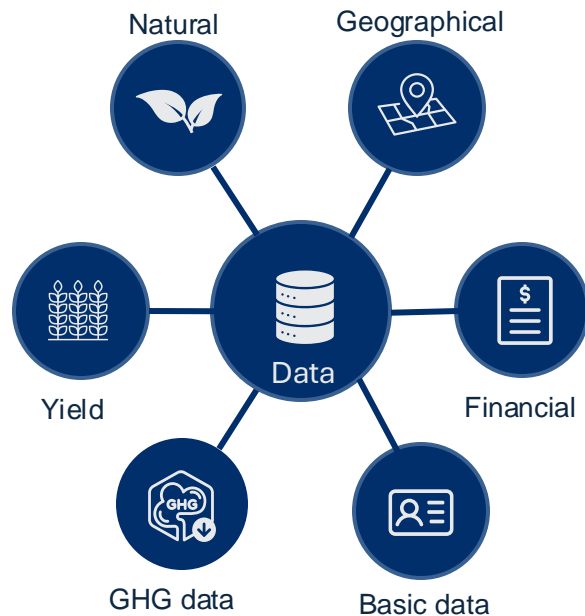 Natural
Geographical
$
Data
Yield
Financial
GHG
GHG data
Basic data